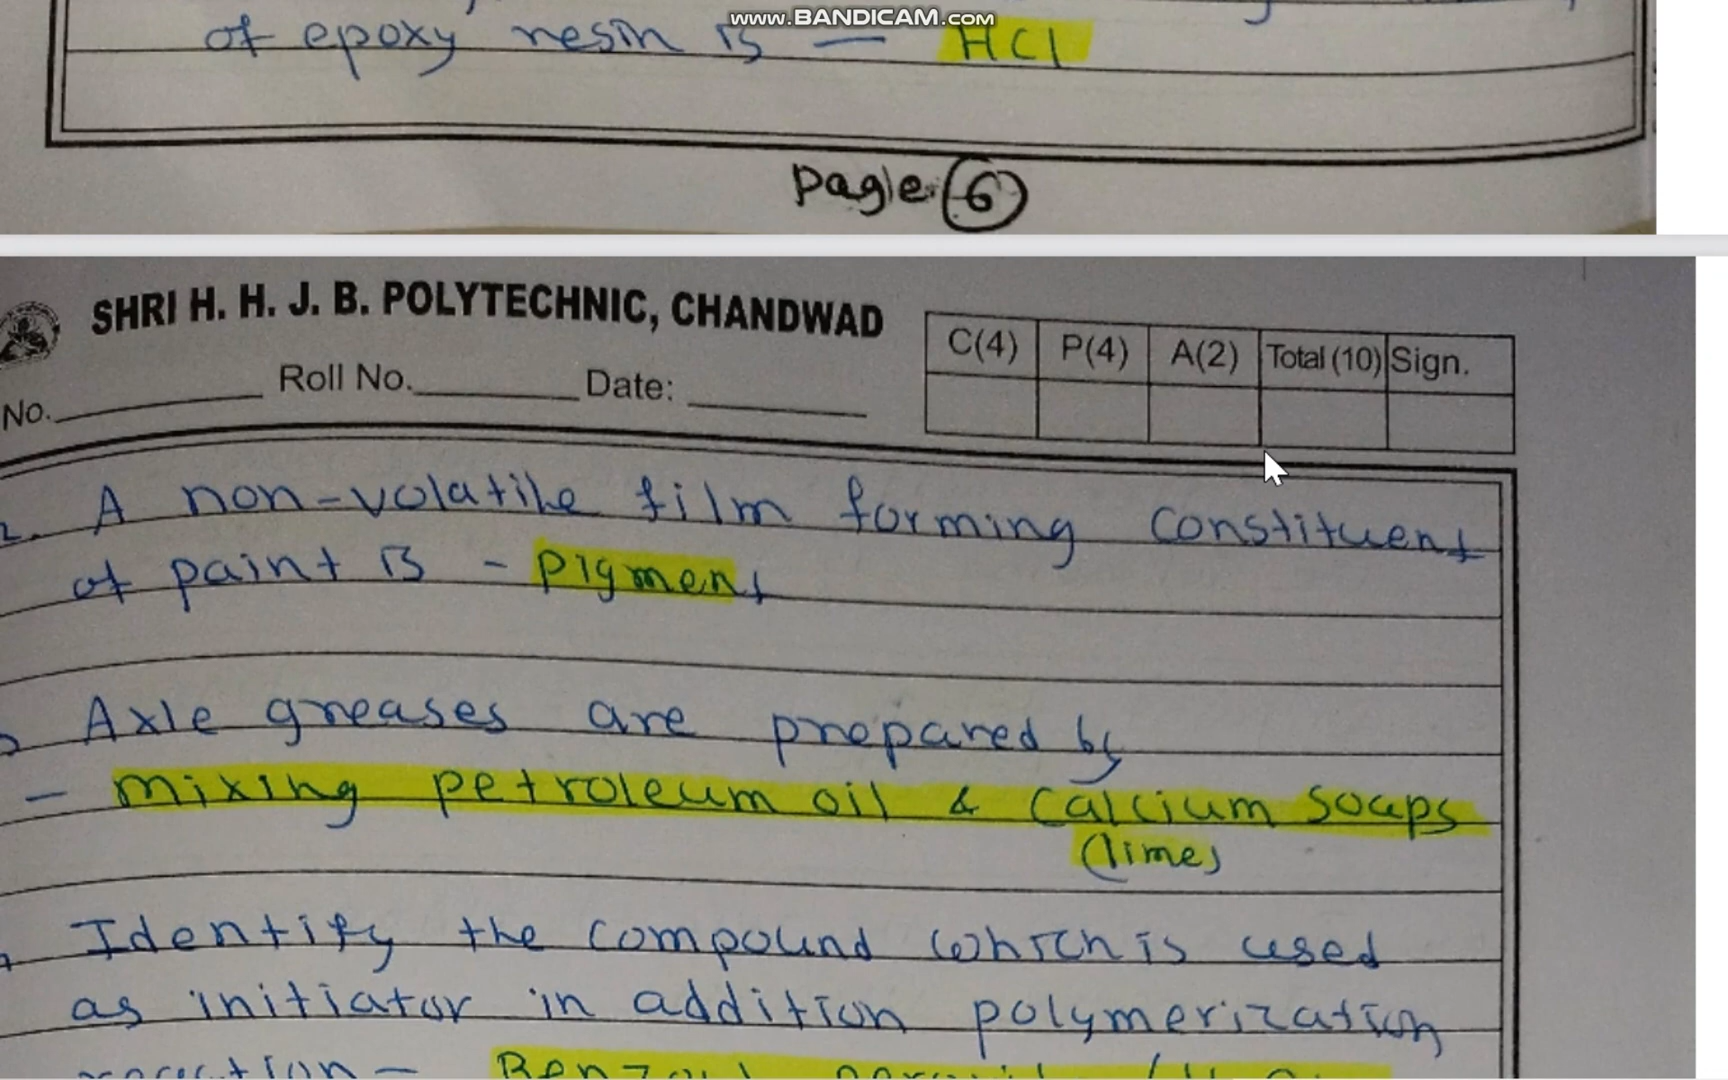 www.BANDICAM.com
of epoxy resin is — HCl
Page 6
SHRI H. H. J. B. POLYTECHNIC, CHANDWAD
C(4) P(4) A(2) Total (10) Sign.
No. Roll No. Date:
2. A non-volatile film forming constituent
of paint is - pigment
Axle greases are prepared by
- mixing petroleum oil & Calcium soaps
(lime)
Identify the compound which is used
as initiator in addition polymerization